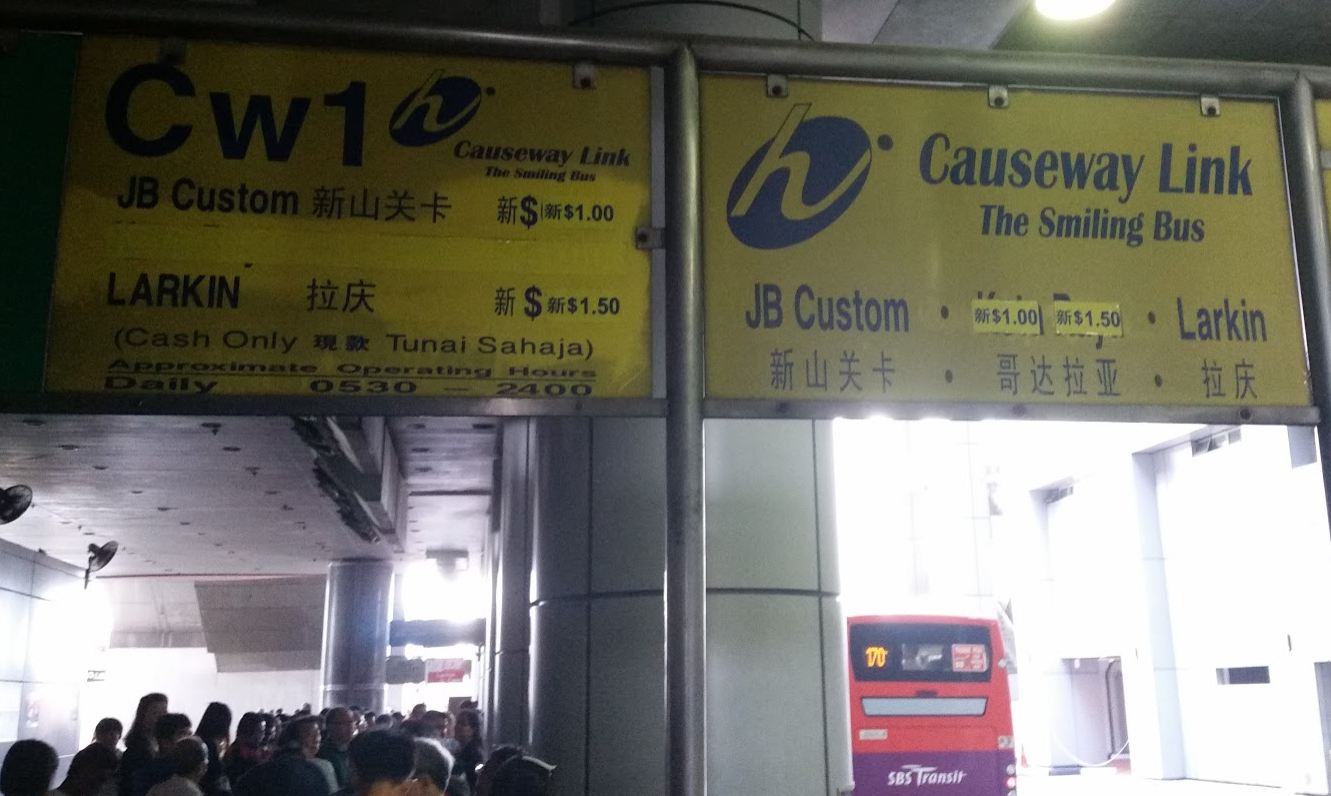 Cw1
Causeway Link
The Smiling Bus
JB Custom 新山关卡 新$ 新$1.00
LARKIN 拉庆 新 $ 新$1.50
(Cash Only 現款 Tunai Sahaja)
Approximate Operating Hours
Daily 0530 - 2400
Causeway Link
The Smiling Bus
JB Custom • 新$1.00 新$1.50 • Larkin
新山关卡 • 哥达拉亚 • 拉庆
170
SBS Transit